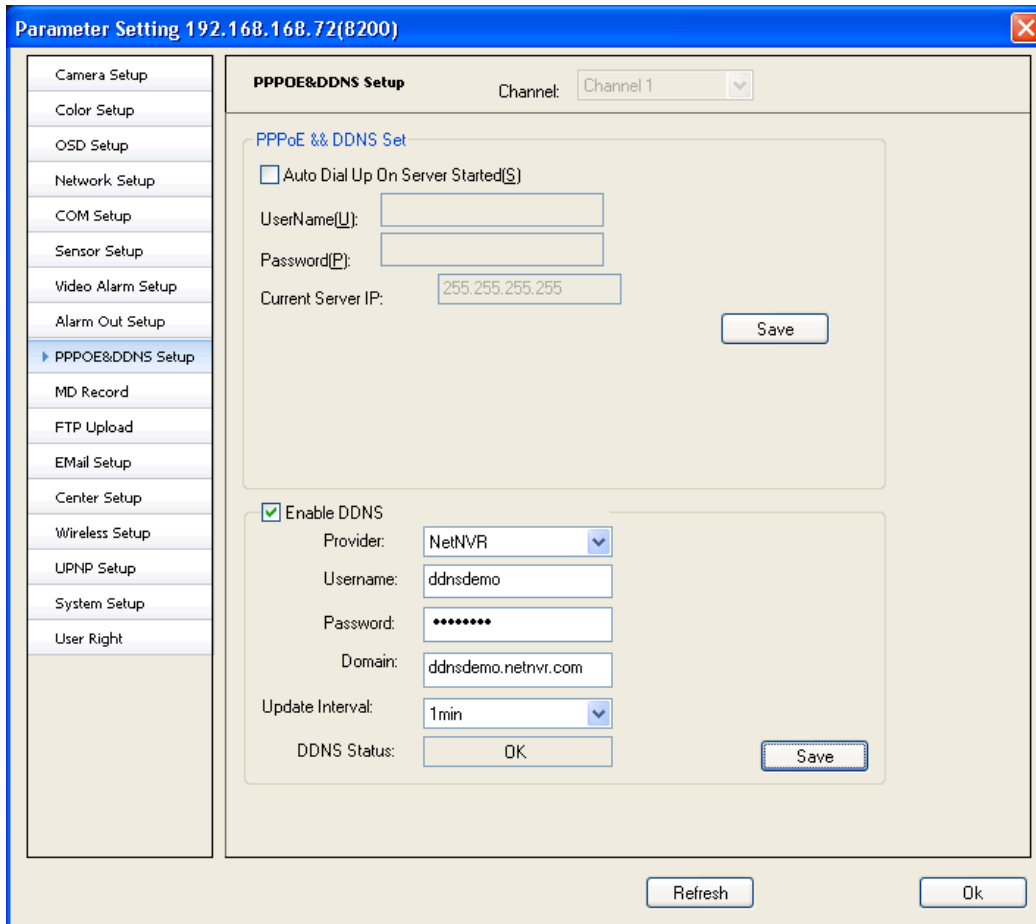 Parameter Setting 192.168.168.72(8200)
Camera Setup
Color Setup
OSD Setup
Network Setup
COM Setup
Sensor Setup
Video Alarm Setup
Alarm Out Setup
PPPOE&DDNS Setup
MD Record
FTP Upload
EMail Setup
Center Setup
Wireless Setup
UPNP Setup
System Setup
User Right
PPPOE&DDNS Setup Channel: Channel 1
PPPoE && DDNS Set
Auto Dial Up On Server Started(S)
UserName(U):
Password(P):
Current Server IP: 255.255.255.255
Save
Enable DDNS
Provider: NetNVR
Username: ddnsdemo
Password: ••••••••
Domain: ddnsdemo.netnvr.com
Update Interval: 1min
DDNS Status: OK
Save
Refresh Ok